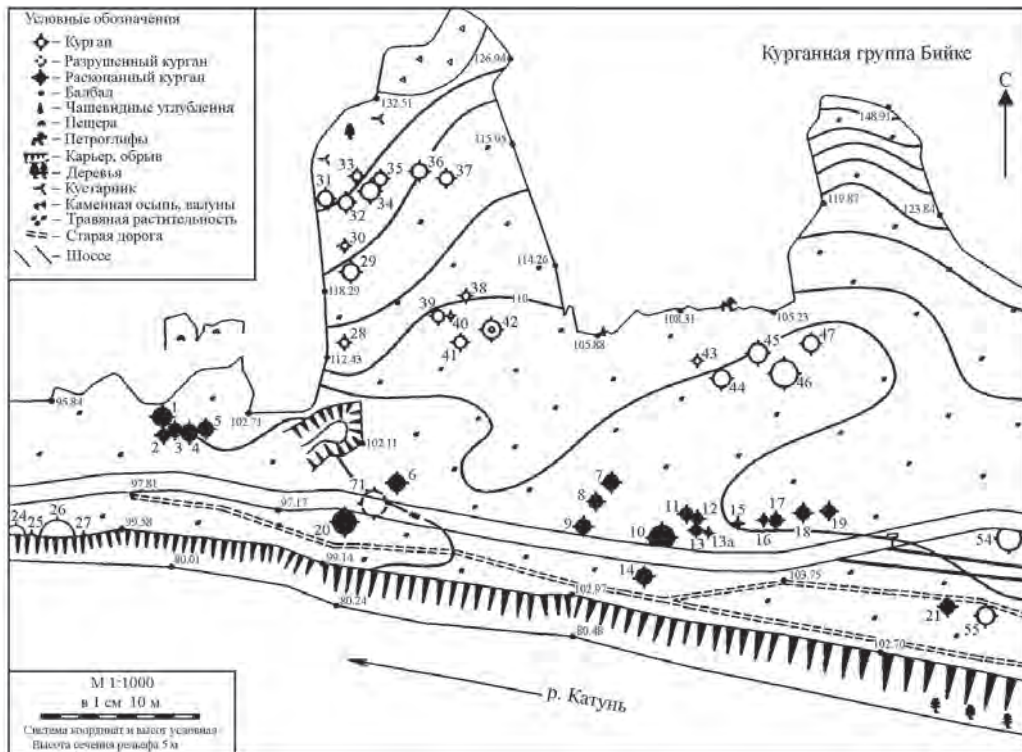 Условные обозначения
– Курган
– Разрушенный курган
– Раскопанный курган
– Балбал
– Чашевидные углубления
– Пещера
– Петроглифы
– Карьер, обрыв
– Деревья
– Кустарник
– Каменная осыпь, валуны
– Травяная растительность
– Старая дорога
– Шоссе
Курганная группа Бийке
С
126.94
132.51
148.91
115.95
33 35 36 37
31 32 34
119.87
123.84
30
29
114.26
118.29
38
110
39 40 42
108.31
105.23
28
41
105.88
112.43
43 45 47
44 46
95.84
102.71
1
2 3 4 5
102.11
6
7
8
9
71
97.81
97.17
20
10
11 12
13 13а
15
16 17
18 19
24 25 26 27
99.58
99.14
54
14
80.01
102.97
103.75
21
55
80.24
80.48
102.70
р. Катунь
М 1:1000
в 1 см 10 м
Система координат и высот условная
Высота сечения рельефа 5 м